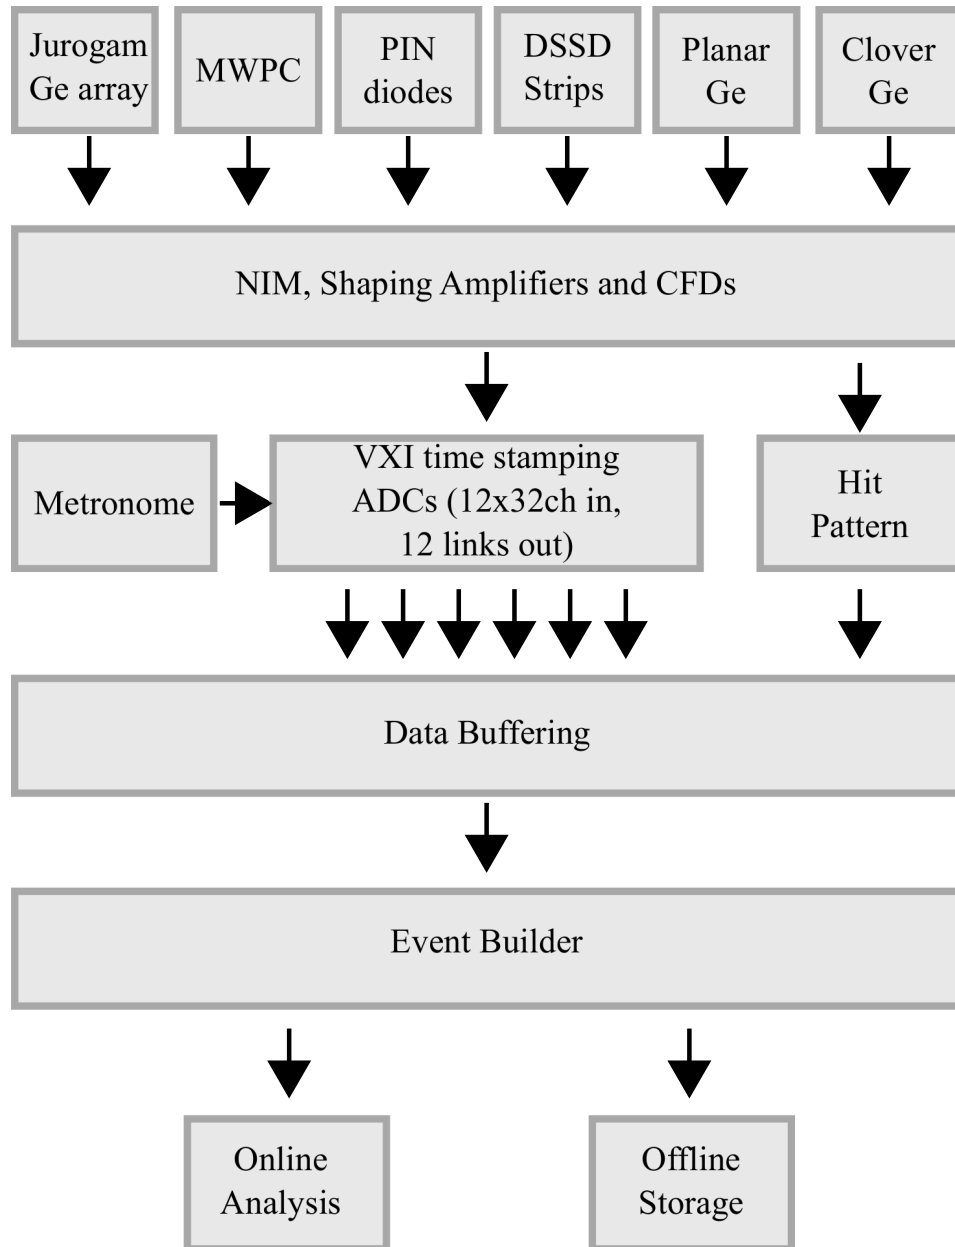 Jurogam
Ge array
MWPC
PIN
diodes
DSSD
Strips
Planar
Ge
Clover
Ge
NIM, Shaping Amplifiers and CFDs
Metronome
VXI time stamping
ADCs (12x32ch in,
12 links out)
Hit
Pattern
Data Buffering
Event Builder
Online
Analysis
Offline
Storage